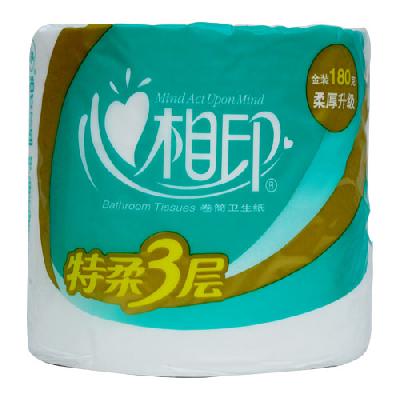 金装180克
柔厚升级
Mind Act Upon Mind
心相印®
Bathroom Tissues 卷筒卫生纸
特柔3层